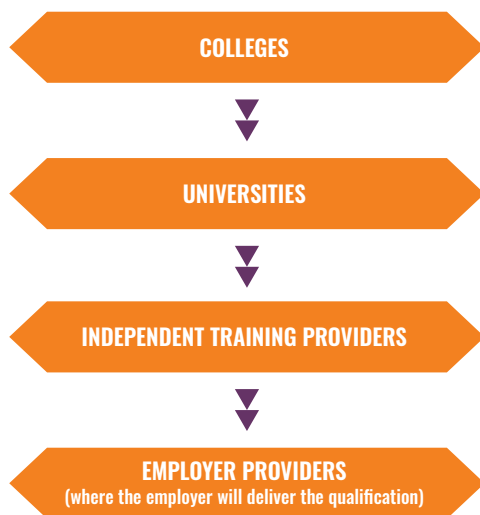 COLLEGES
UNIVERSITIES
INDEPENDENT TRAINING PROVIDERS
EMPLOYER PROVIDERS
(where the employer will deliver the qualification)